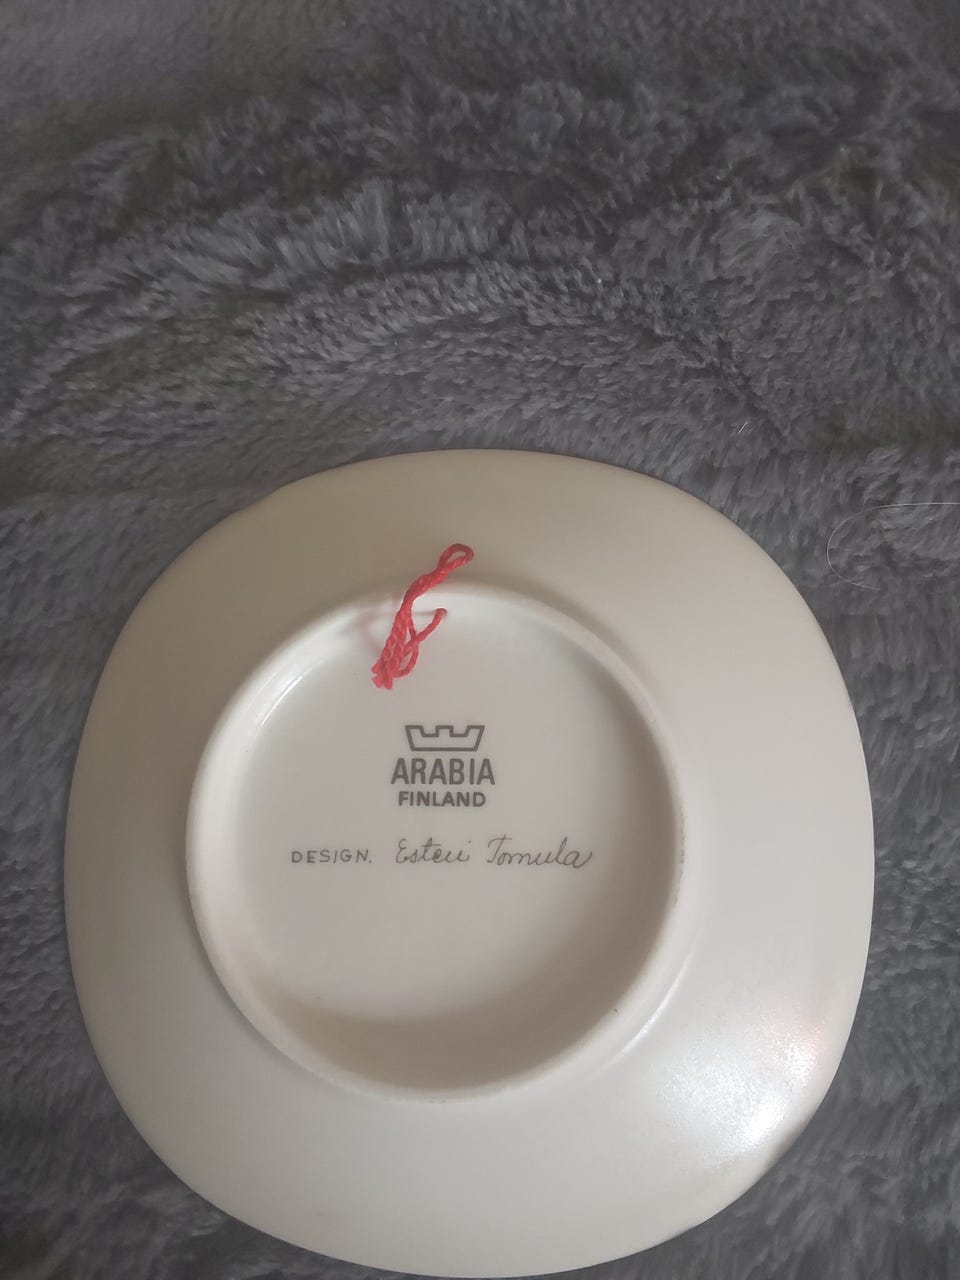 ARABIA
FINLAND
DESIGN. Esteri Tomula